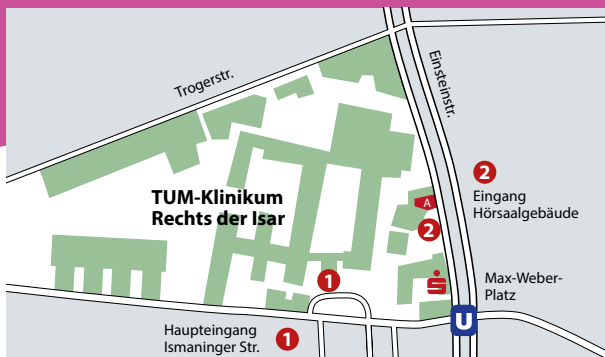 Trogerstr.
Einsteinstr.
TUM-Klinikum
Rechts der Isar
2
Eingang
Hörsaalgebäude
A
2
1
S
Max-Weber-
Platz
U
Haupteingang
Ismaninger Str.
1